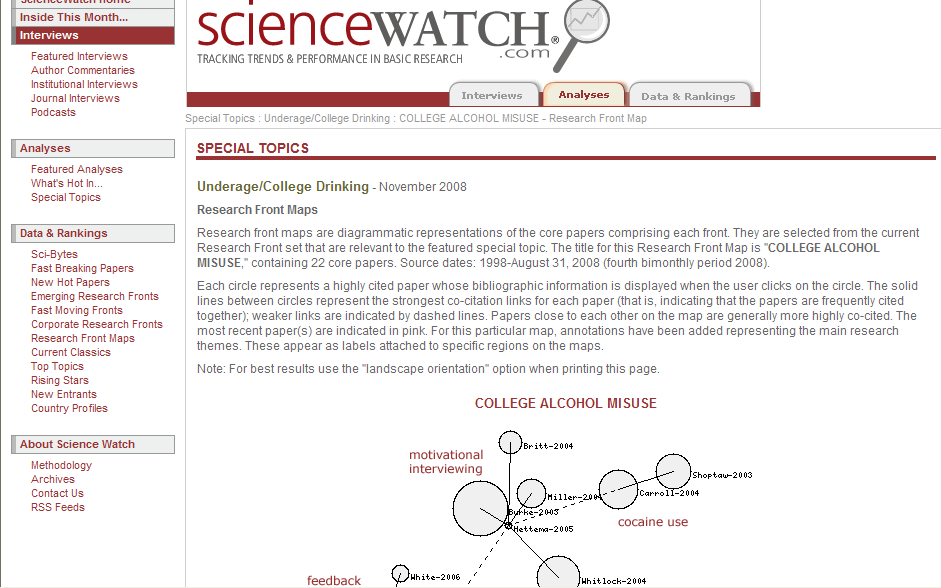 ScienceWatch Home
Inside This Month...
Interviews
Featured Interviews
Author Commentaries
Institutional Interviews
Journal Interviews
Podcasts
Analyses
Featured Analyses
What's Hot In...
Special Topics
Data & Rankings
Sci-Bytes
Fast Breaking Papers
New Hot Papers
Emerging Research Fronts
Fast Moving Fronts
Corporate Research Fronts
Research Front Maps
Current Classics
Top Topics
Rising Stars
New Entrants
Country Profiles
About Science Watch
Methodology
Archives
Contact Us
RSS Feeds
scienceWATCH®
.com
TRACKING TRENDS & PERFORMANCE IN BASIC RESEARCH
Interviews
Analyses
Data & Rankings
Special Topics : Underage/College Drinking : COLLEGE ALCOHOL MISUSE - Research Front Map
SPECIAL TOPICS
Underage/College Drinking - November 2008
Research Front Maps
Research front maps are diagrammatic representations of the core papers comprising each front. They are selected from the current
Research Front set that are relevant to the featured special topic. The title for this Research Front Map is "COLLEGE ALCOHOL
MISUSE," containing 22 core papers. Source dates: 1998-August 31, 2008 (fourth bimonthly period 2008).
Each circle represents a highly cited paper whose bibliographic information is displayed when the user clicks on the circle. The solid
lines between circles represent the strongest co-citation links for each paper (that is, indicating that the papers are frequently cited
together); weaker links are indicated by dashed lines. Papers close to each other on the map are generally more highly co-cited. The
most recent paper(s) are indicated in pink. For this particular map, annotations have been added representing the main research
themes. These appear as labels attached to specific regions on the maps.
Note: For best results use the "landscape orientation" option when printing this page.
COLLEGE ALCOHOL MISUSE
Britt-2004
motivational
interviewing
Shoptaw-2003
Miller-2004
Carroll-2004
Burke-2003
cocaine use
Hettema-2005
feedback
White-2006
Whitlock-2004